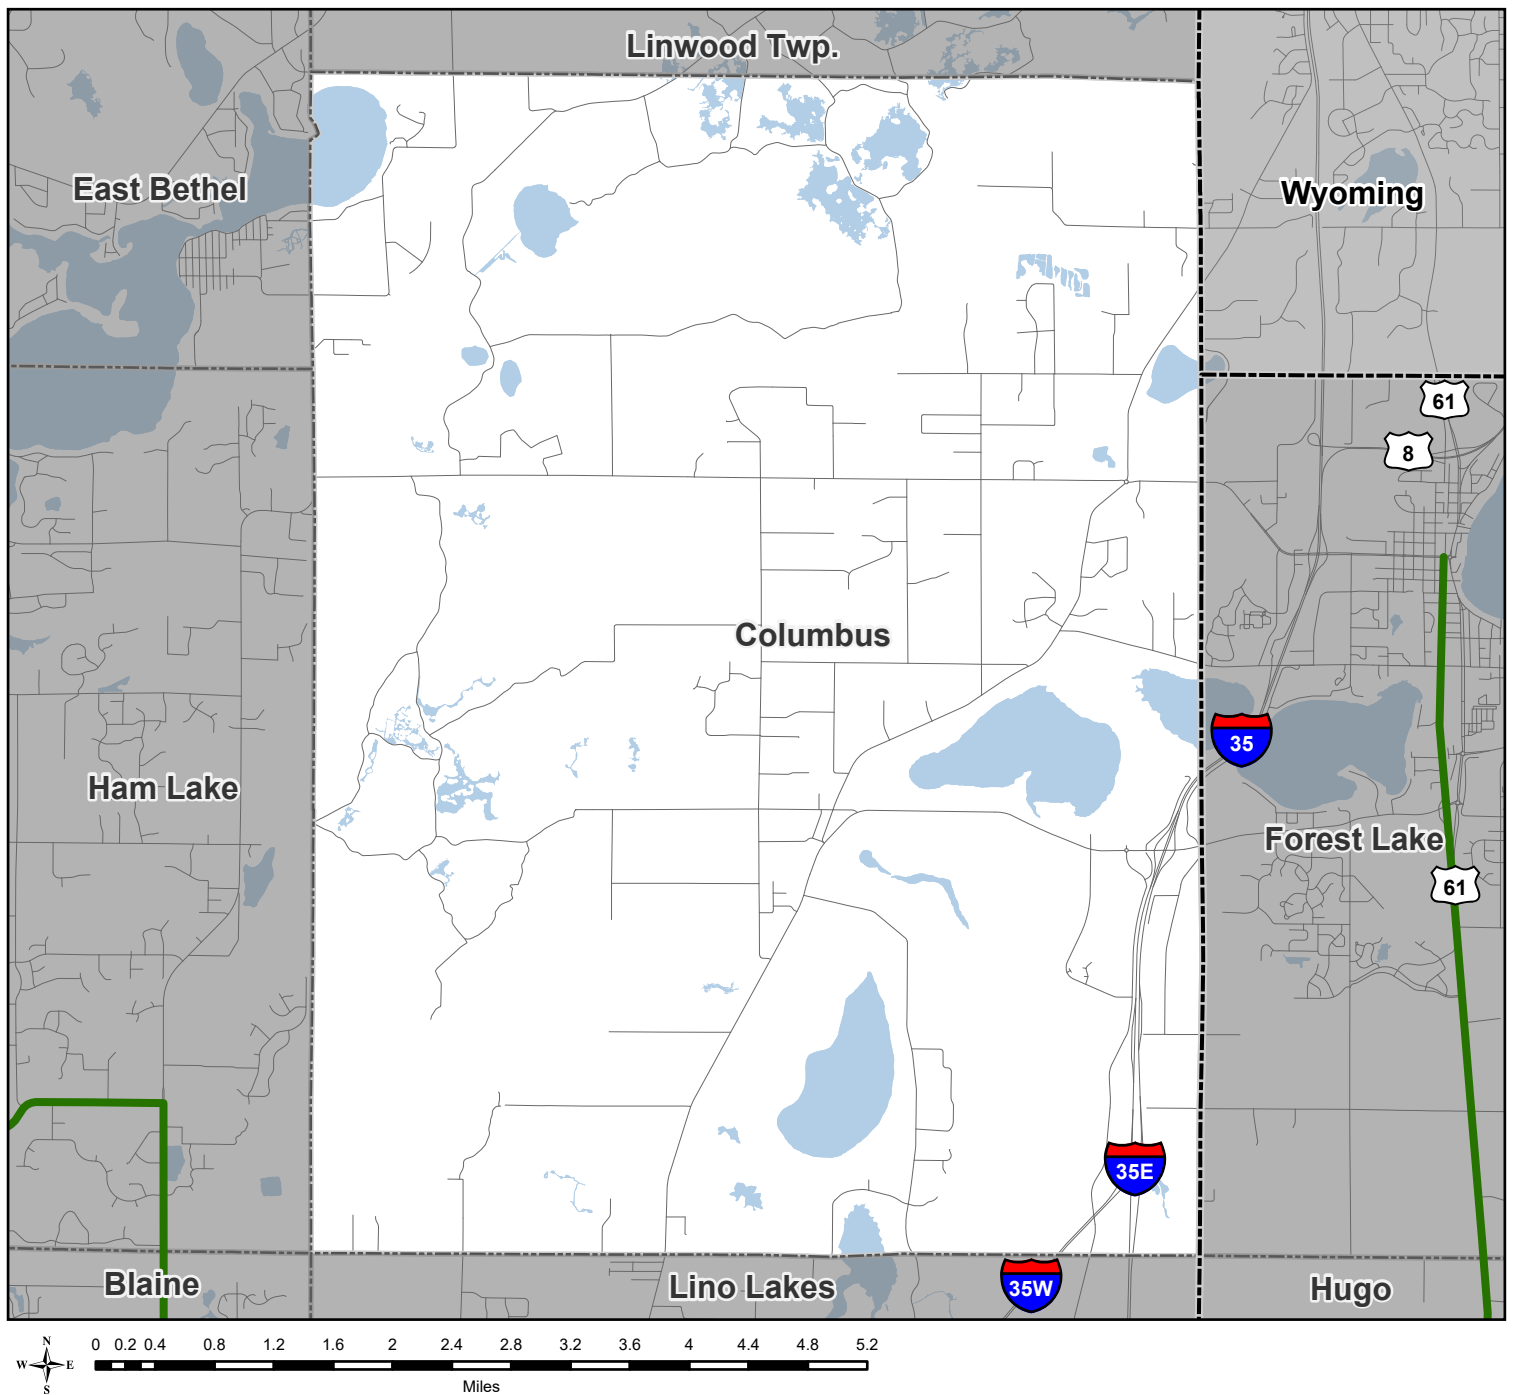 Linwood Twp.
East Bethel
Wyoming
61
8
Columbus
35
Ham Lake
Forest Lake
61
35E
Blaine
Lino Lakes
35W
Hugo
N
W E
S
0 0.2 0.4 0.8 1.2 1.6 2 2.4 2.8 3.2 3.6 4 4.4 4.8 5.2
Miles